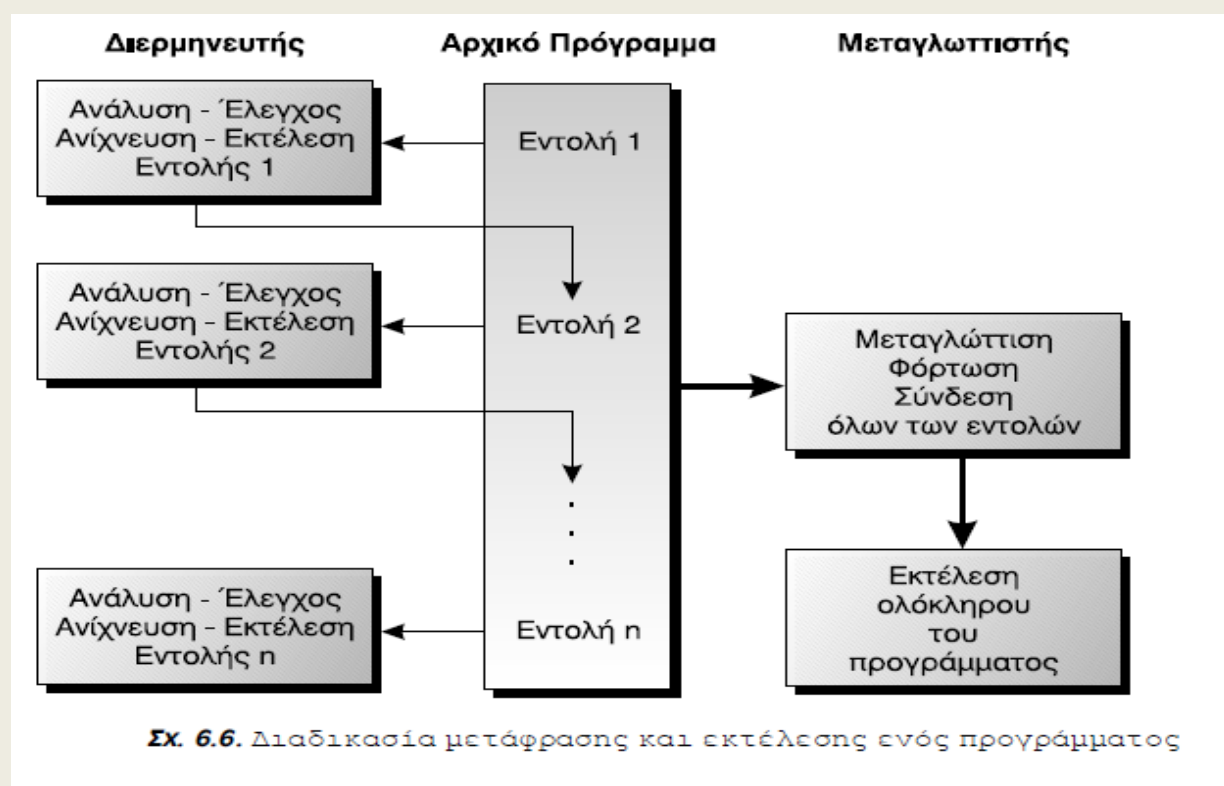 Διερμηνευτής
Αρχικό Πρόγραμμα
Μεταγλωττιστής
Ανάλυση - Έλεγχος
Ανίχνευση - Εκτέλεση
Εντολής 1
Εντολή 1
Ανάλυση - Έλεγχος
Ανίχνευση - Εκτέλεση
Εντολής 2
Εντολή 2
Μεταγλώττιση
Φόρτωση
Σύνδεση
όλων των εντολών
.
.
.
Ανάλυση - Έλεγχος
Ανίχνευση - Εκτέλεση
Εντολής n
Εντολή n
Εκτέλεση
ολόκληρου
του
προγράμματος
Σχ. 6.6. Διαδικασία μετάφρασης και εκτέλεσης ενός προγράμματος